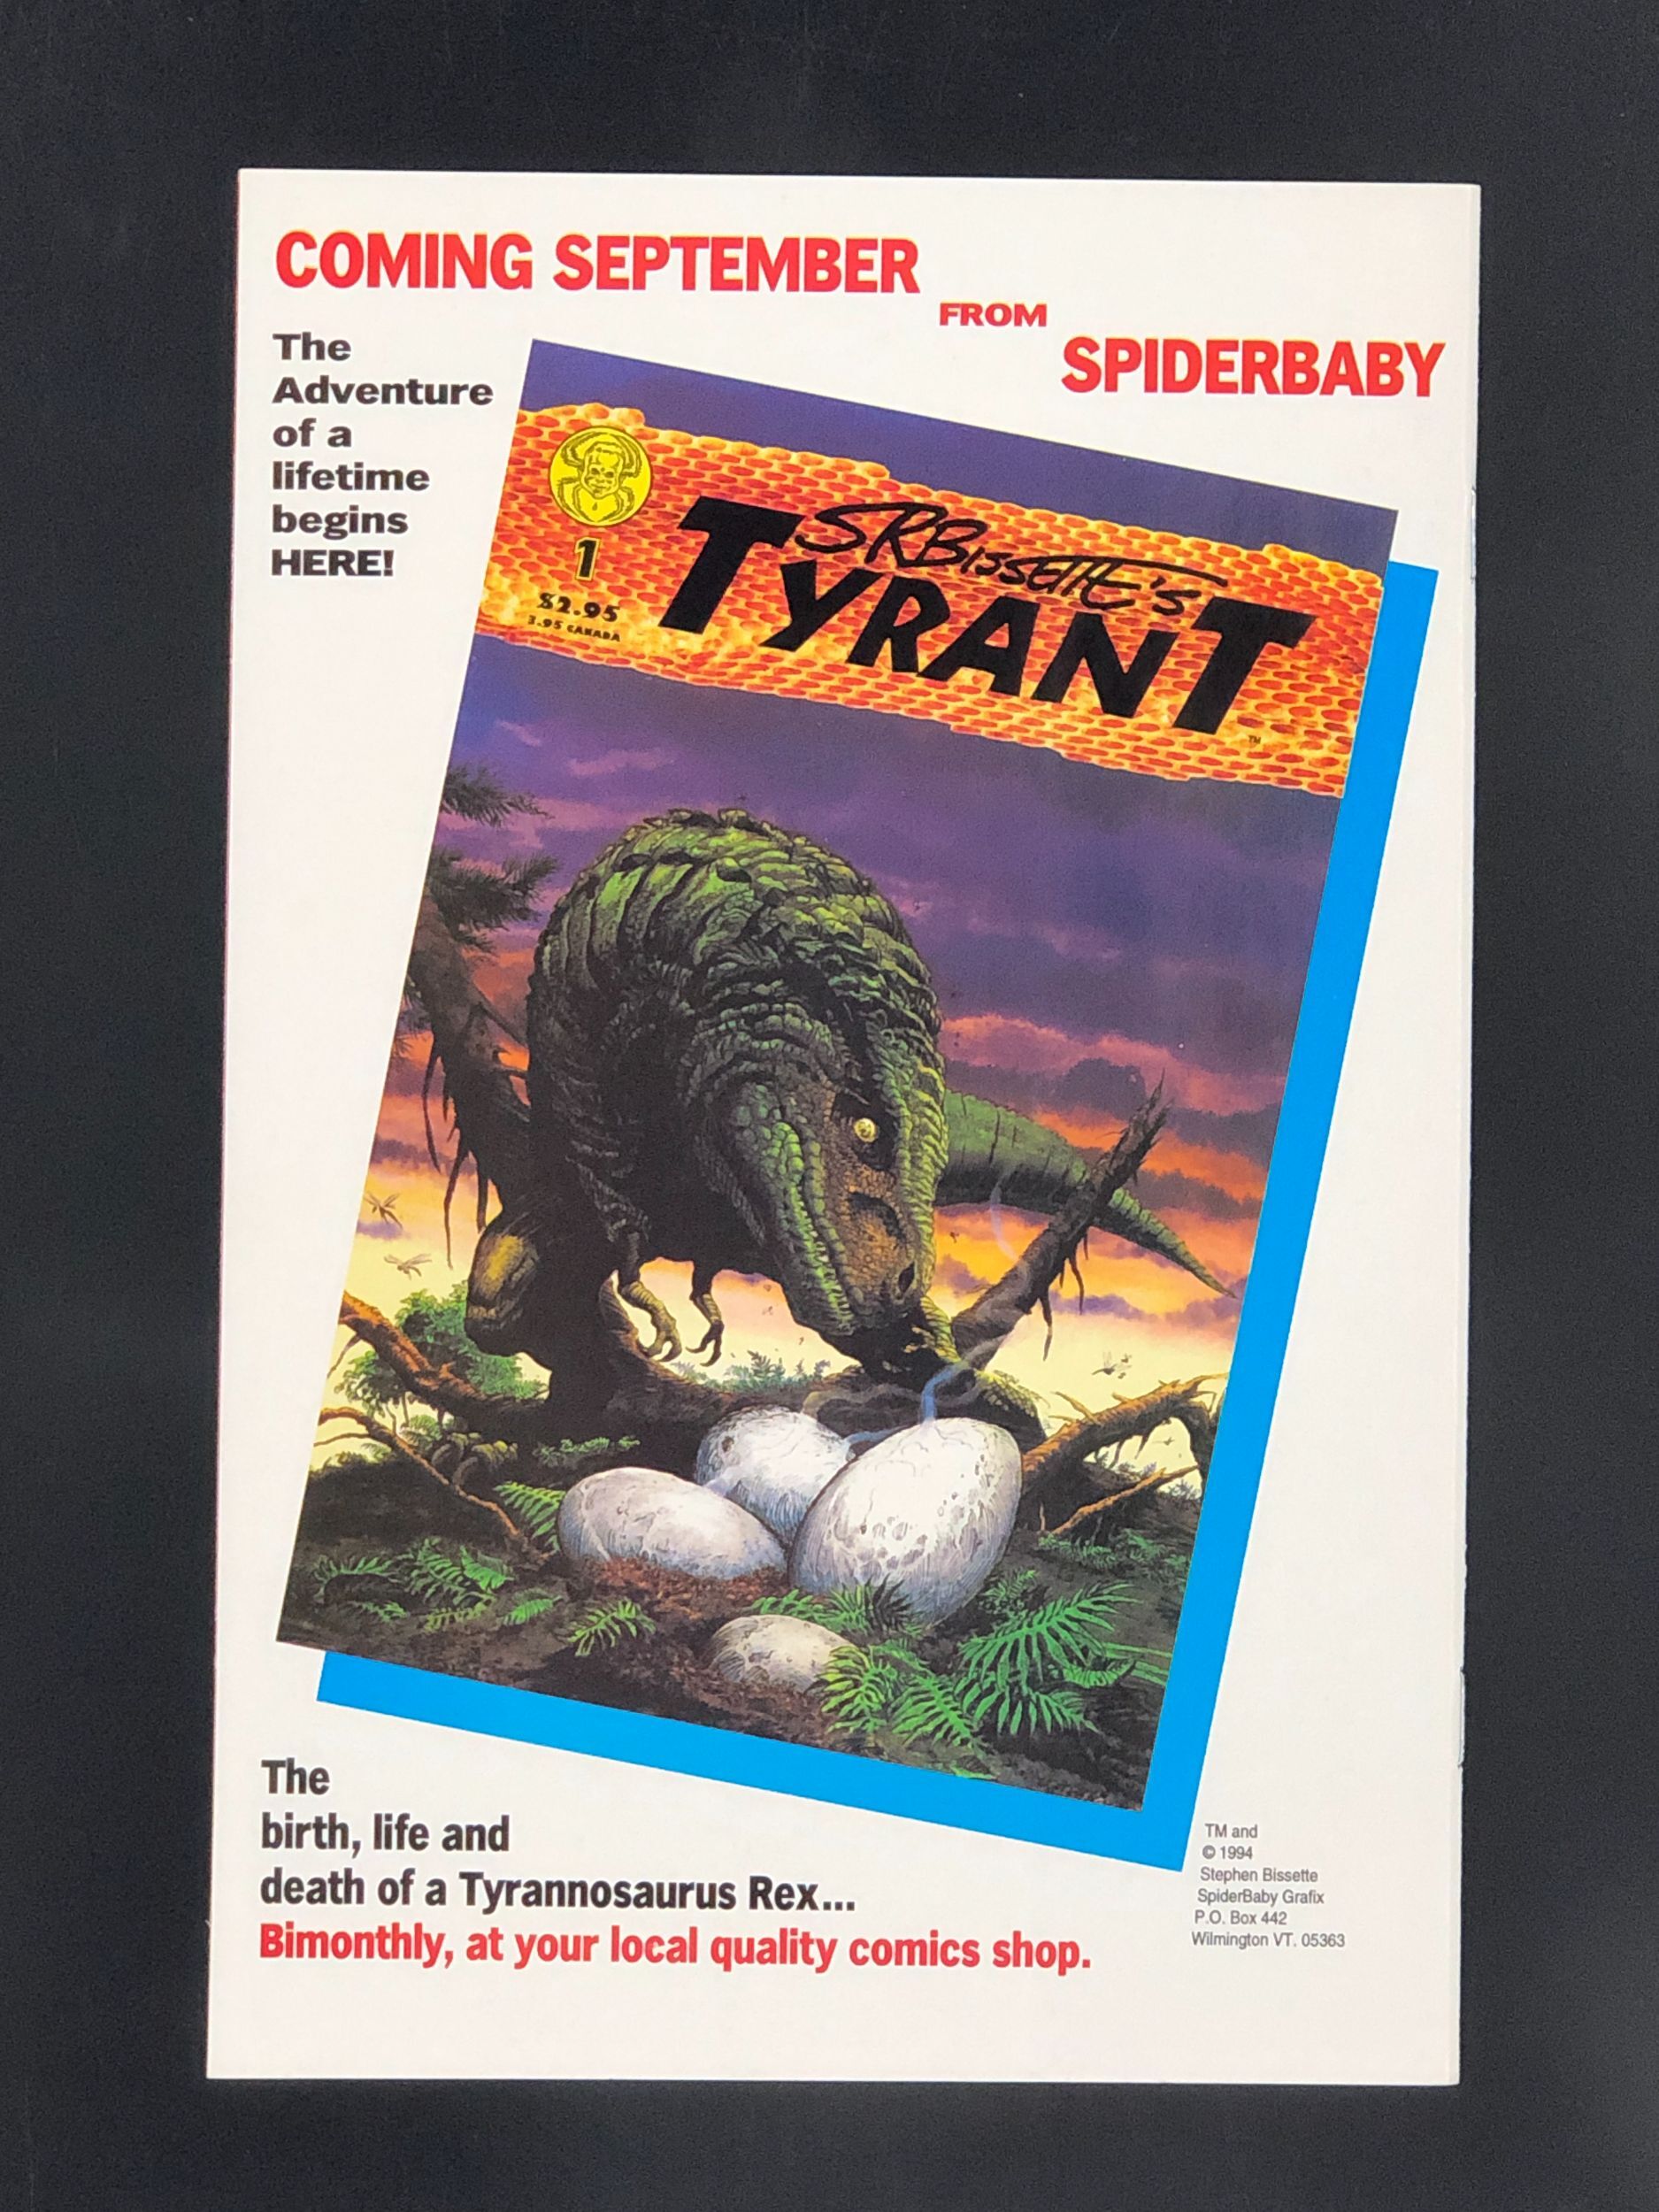 COMING SEPTEMBER
FROM
SPIDERBABY
The
Adventure
of a
lifetime
begins
HERE!
1
$2.95
3.95 CANADA
SRBISSETTE'S
TYRANT
TM
The
birth, life and
death of a Tyrannosaurus Rex...
Bimonthly, at your local quality comics shop.
TM and
© 1994
Stephen Bissette
SpiderBaby Grafix
P.O. Box 442
Wilmington VT. 05363